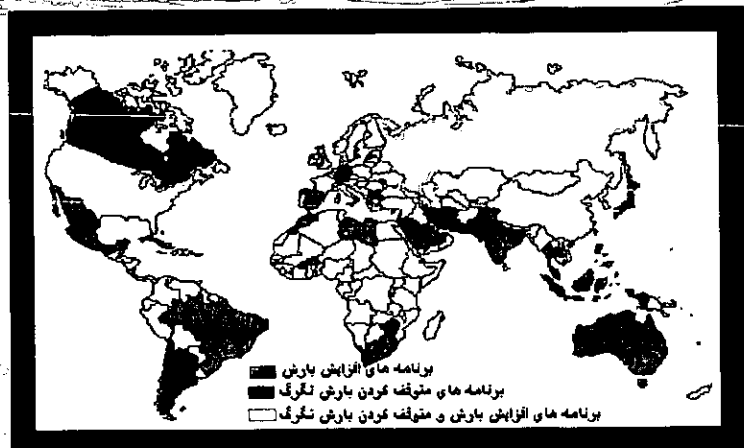 برنامه های افزایش بارش
برنامه های متوقف کردن بارش تگرگ
برنامه های افزایش بارش و متوقف کردن بارش تگرگ